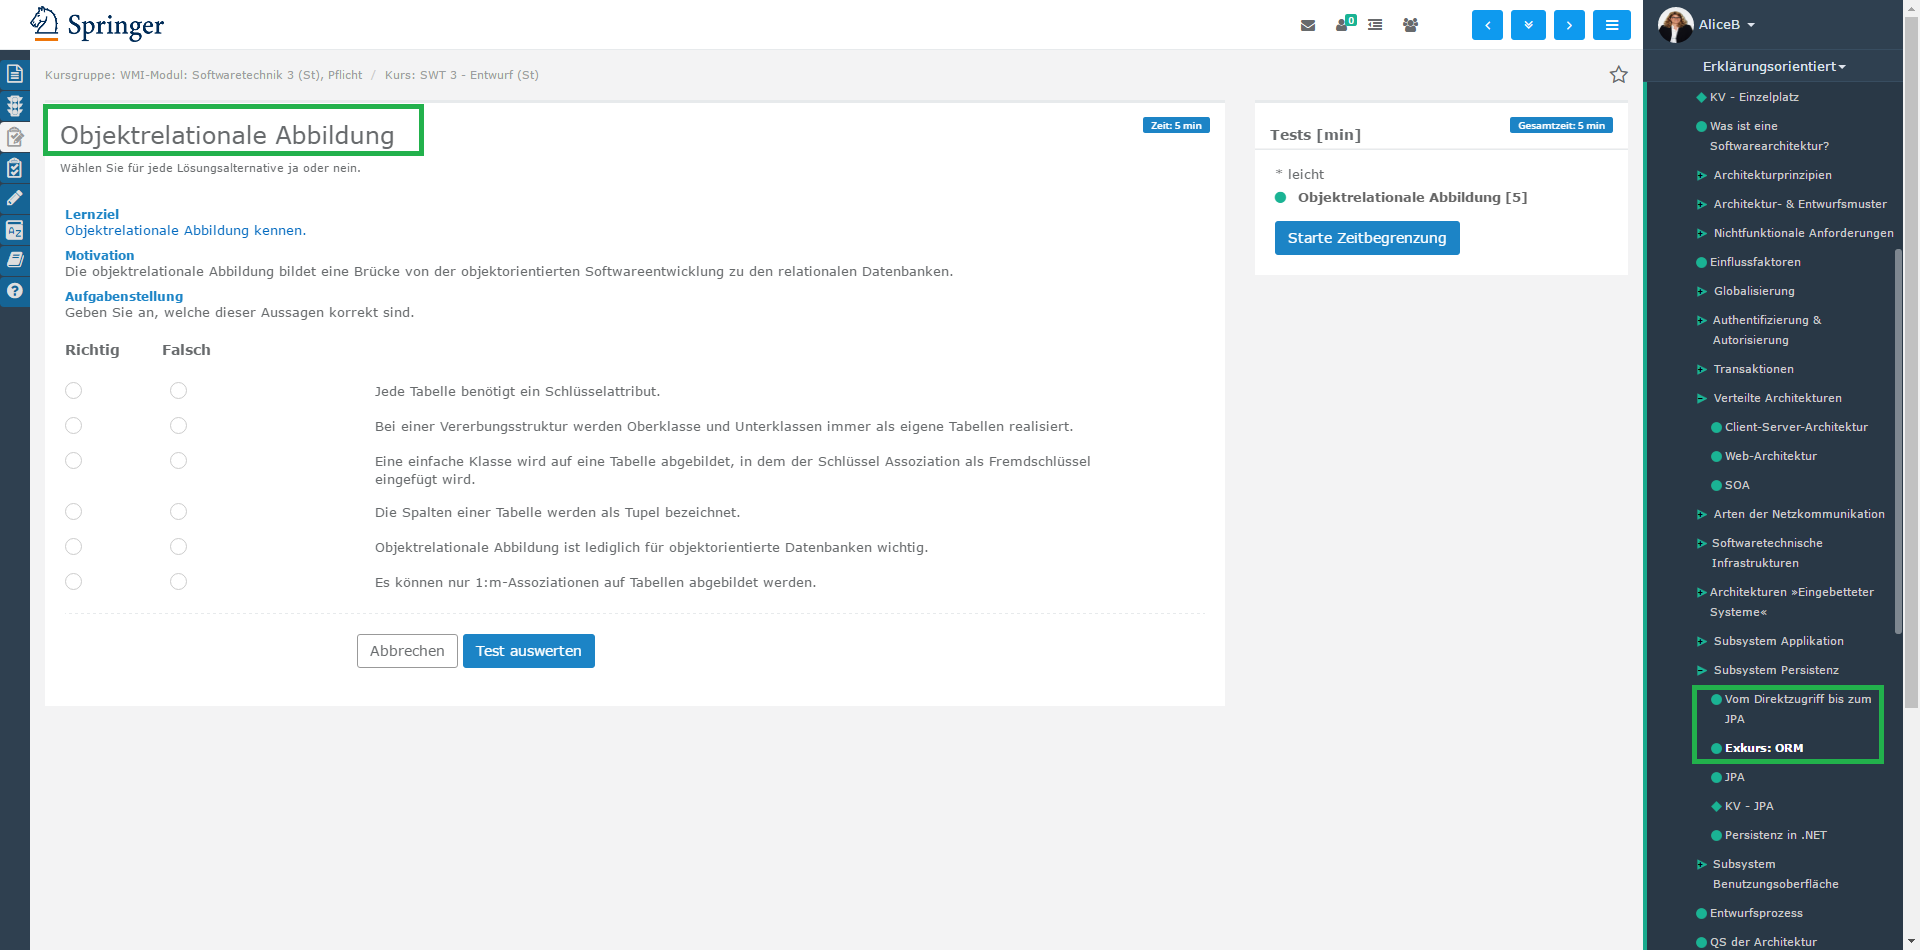 Springer
0
AliceB
Kursgruppe: WMI-Modul: Softwaretechnik 3 (St), Pflicht / Kurs: SWT 3 - Entwurf (St)
Objektrelationale Abbildung
Zeit: 5 min
Wählen Sie für jede Lösungsalternative ja oder nein.
Lernziel
Objektrelationale Abbildung kennen.
Motivation
Die objektrelationale Abbildung bildet eine Brücke von der objektorientierten Softwareentwicklung zu den relationalen Datenbanken.
Aufgabenstellung
Geben Sie an, welche dieser Aussagen korrekt sind.
Richtig Falsch
Jede Tabelle benötigt ein Schlüsselattribut.
Bei einer Vererbungsstruktur werden Oberklasse und Unterklassen immer als eigene Tabellen realisiert.
Eine einfache Klasse wird auf eine Tabelle abgebildet, in dem der Schlüssel Assoziation als Fremdschlüssel
eingefügt wird.
Die Spalten einer Tabelle werden als Tupel bezeichnet.
Objektrelationale Abbildung ist lediglich für objektorientierte Datenbanken wichtig.
Es können nur 1:m-Assoziationen auf Tabellen abgebildet werden.
Abbrechen Test auswerten
Tests [min]
Gesamtzeit: 5 min
* leicht
Objektrelationale Abbildung [5]
Starte Zeitbegrenzung
Erklärungsorientiert
KV - Einzelplatz
Was ist eine
Softwarearchitektur?
Architekturprinzipien
Architektur- & Entwurfsmuster
Nichtfunktionale Anforderungen
Einflussfaktoren
Globalisierung
Authentifizierung &
Autorisierung
Transaktionen
Verteilte Architekturen
Client-Server-Architektur
Web-Architektur
SOA
Arten der Netzkommunikation
Softwaretechnische
Infrastrukturen
Architekturen »Eingebetteter
Systeme«
Subsystem Applikation
Subsystem Persistenz
Vom Direktzugriff bis zum
JPA
Exkurs: ORM
JPA
KV - JPA
Persistenz in .NET
Subsystem
Benutzungsoberfläche
Entwurfsprozess
QS der Architektur